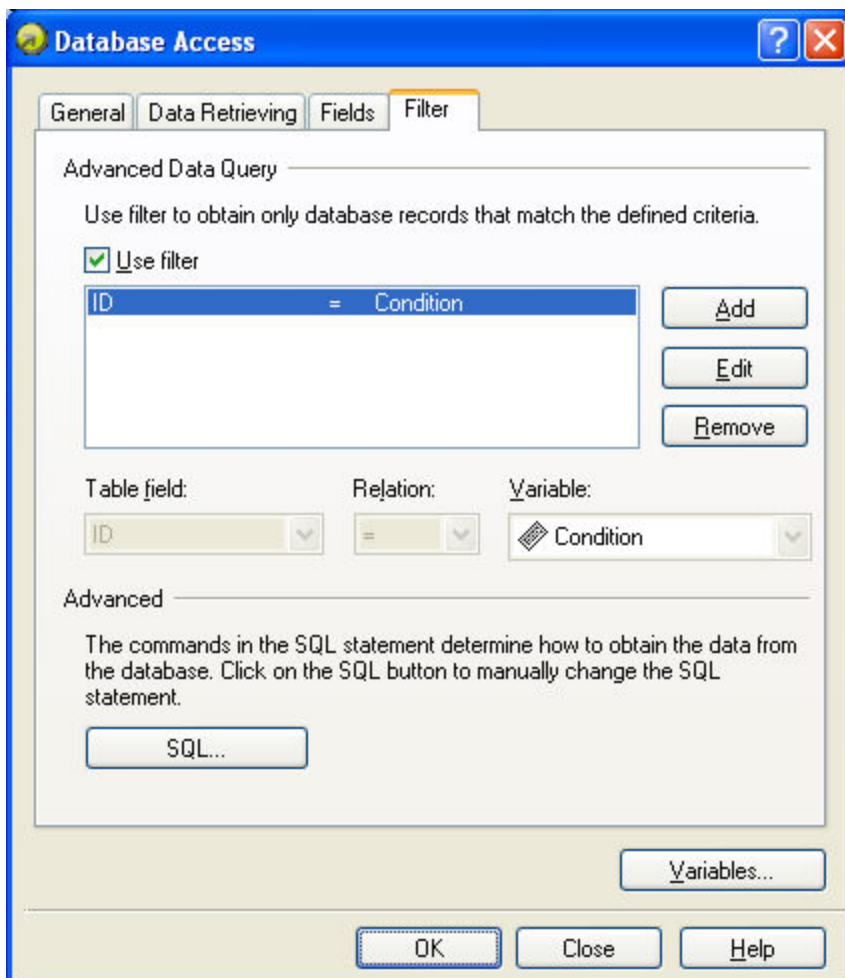 Database Access
General Data Retrieving Fields Filter
Advanced Data Query
Use filter to obtain only database records that match the defined criteria.
Use filter
ID = Condition
Add
Edit
Remove
Table field: Relation: Variable:
ID = Condition
Advanced
The commands in the SQL statement determine how to obtain the data from
the database. Click on the SQL button to manually change the SQL
statement.
SQL...
Variables...
OK Close Help